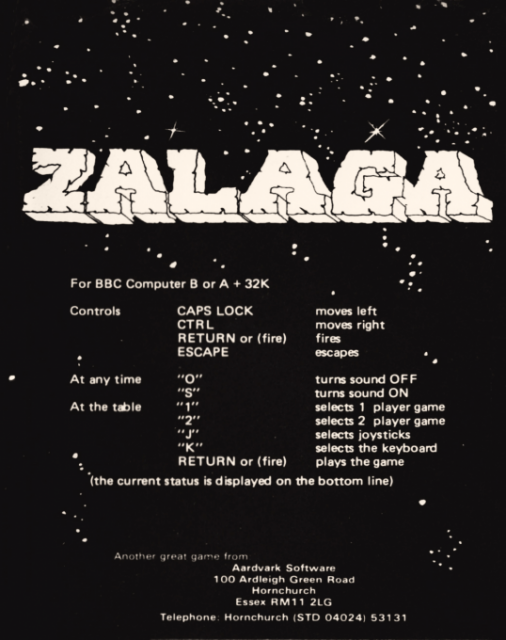 ZALAGA
For BBC Computer B or A + 32K
Controls CAPS LOCK moves left
CTRL moves right
RETURN or (fire) fires
ESCAPE escapes
At any time "O" turns sound OFF
"S" turns sound ON
At the table "1" selects 1 player game
"2" selects 2 player game
"J" selects joysticks
"K" selects the keyboard
RETURN or (fire) plays the game
(the current status is displayed on the bottom line)
Another great game from
Aardvark Software
100 Ardleigh Green Road
Hornchurch
Essex RM11 2LG
Telephone: Hornchurch (STD 04024) 53131